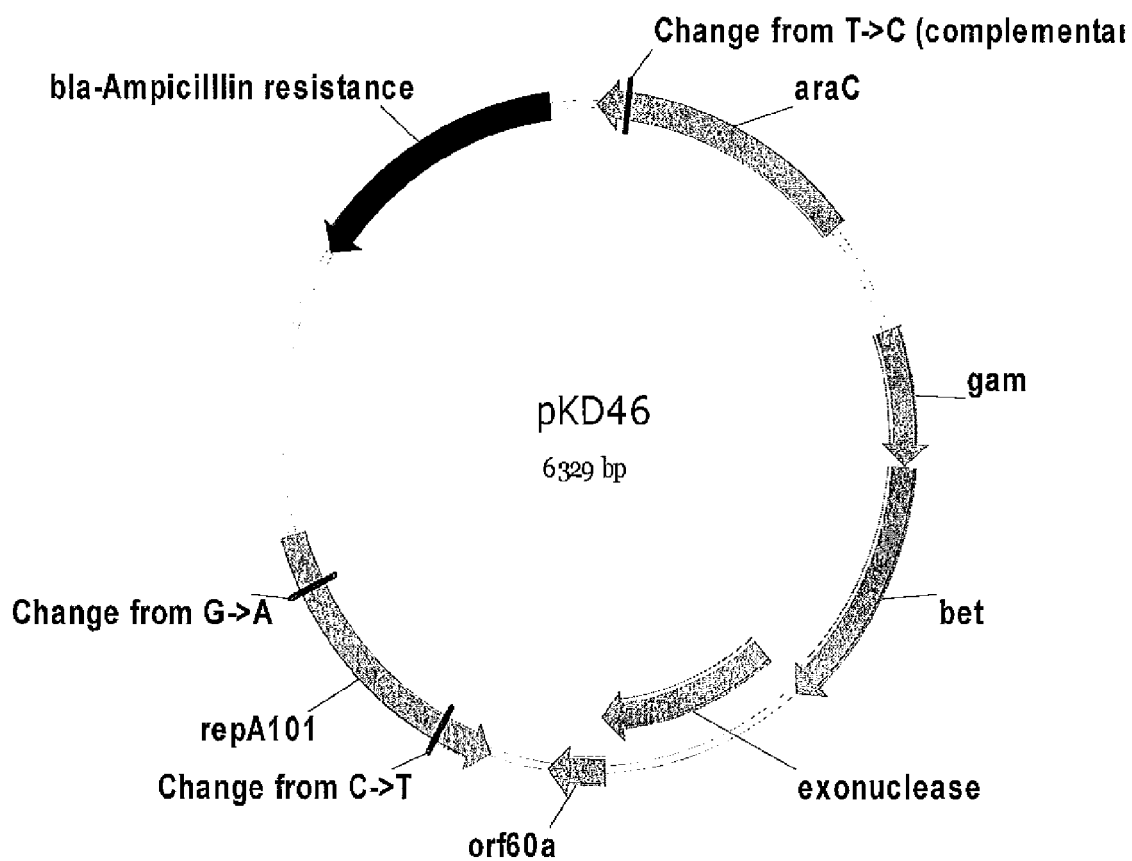 Change from T->C (complementar
bla-Ampicilllin resistance
araC
gam
pKD46
6329 bp
bet
Change from G->A
repA101
Change from C->T
exonuclease
orf60a